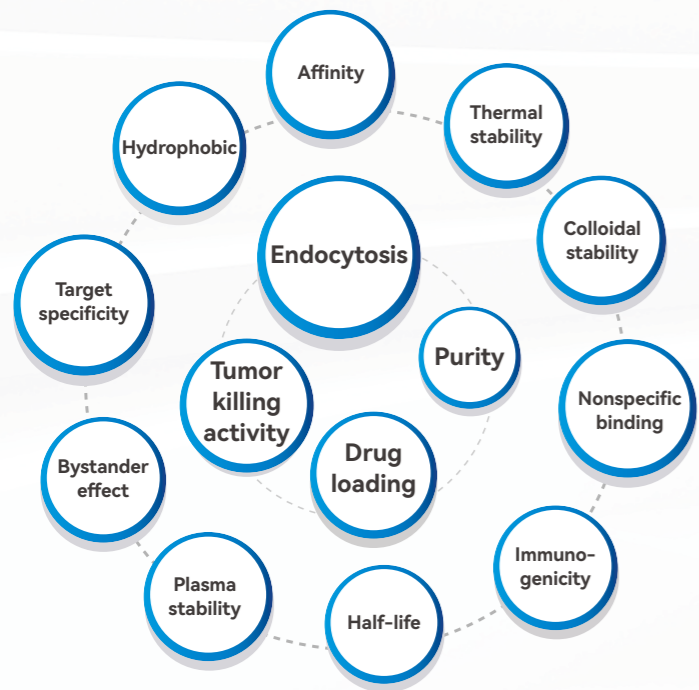 Affinity
Thermal
stability
Hydrophobic
Colloidal
stability
Endocytosis
Target
specificity
Purity
Tumor
killing
activity
Nonspecific
binding
Drug
loading
Bystander
effect
Immuno-
genicity
Plasma
stability
Half-life